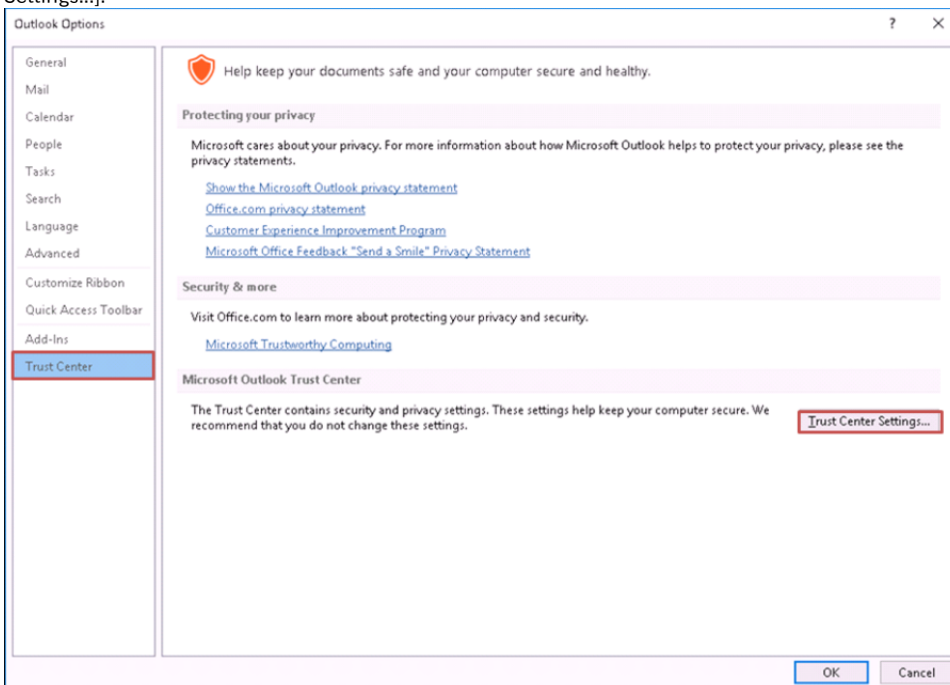 Settings...].
Outlook Options
?
General
Mail
Calendar
People
Tasks
Search
Language
Advanced
Customize Ribbon
Quick Access Toolbar
Add-Ins
Trust Center
Help keep your documents safe and your computer secure and healthy.
Protecting your privacy
Microsoft cares about your privacy. For more information about how Microsoft Outlook helps to protect your privacy, please see the
privacy statements.
Show the Microsoft Outlook privacy statement
Office.com privacy statement
Customer Experience Improvement Program
Microsoft Office Feedback "Send a Smile" Privacy Statement
Security & more
Visit Office.com to learn more about protecting your privacy and security.
Microsoft Trustworthy Computing
Microsoft Outlook Trust Center
The Trust Center contains security and privacy settings. These settings help keep your computer secure. We
recommend that you do not change these settings.
Trust Center Settings...
OK
Cancel